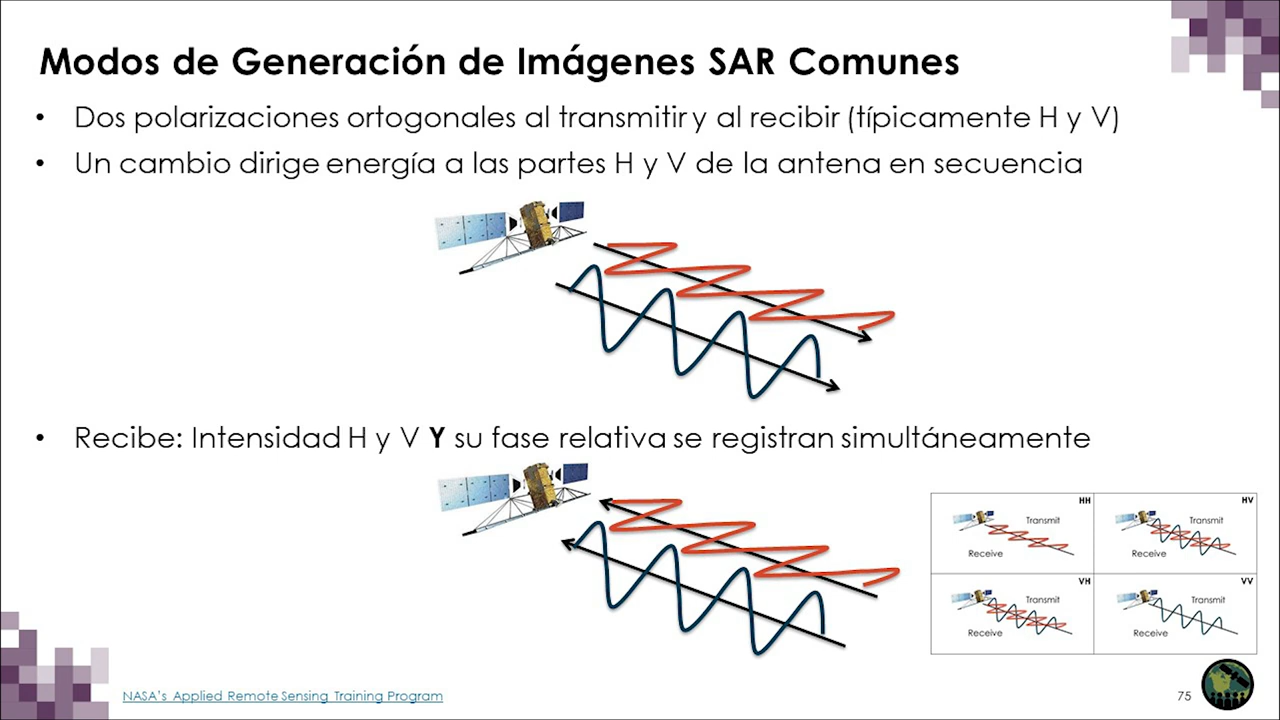 Modos de Generación de Imágenes SAR Comunes
• Dos polarizaciones ortogonales al transmitir y al recibir (típicamente H y V)
• Un cambio dirige energía a las partes H y V de la antena en secuencia
• Recibe: Intensidad H y V Y su fase relativa se registran simultáneamente
HH
Transmit
Receive
HV
Transmit
Receive
VH
Transmit
Receive
VV
Transmit
Receive
NASA's Applied Remote Sensing Training Program
75